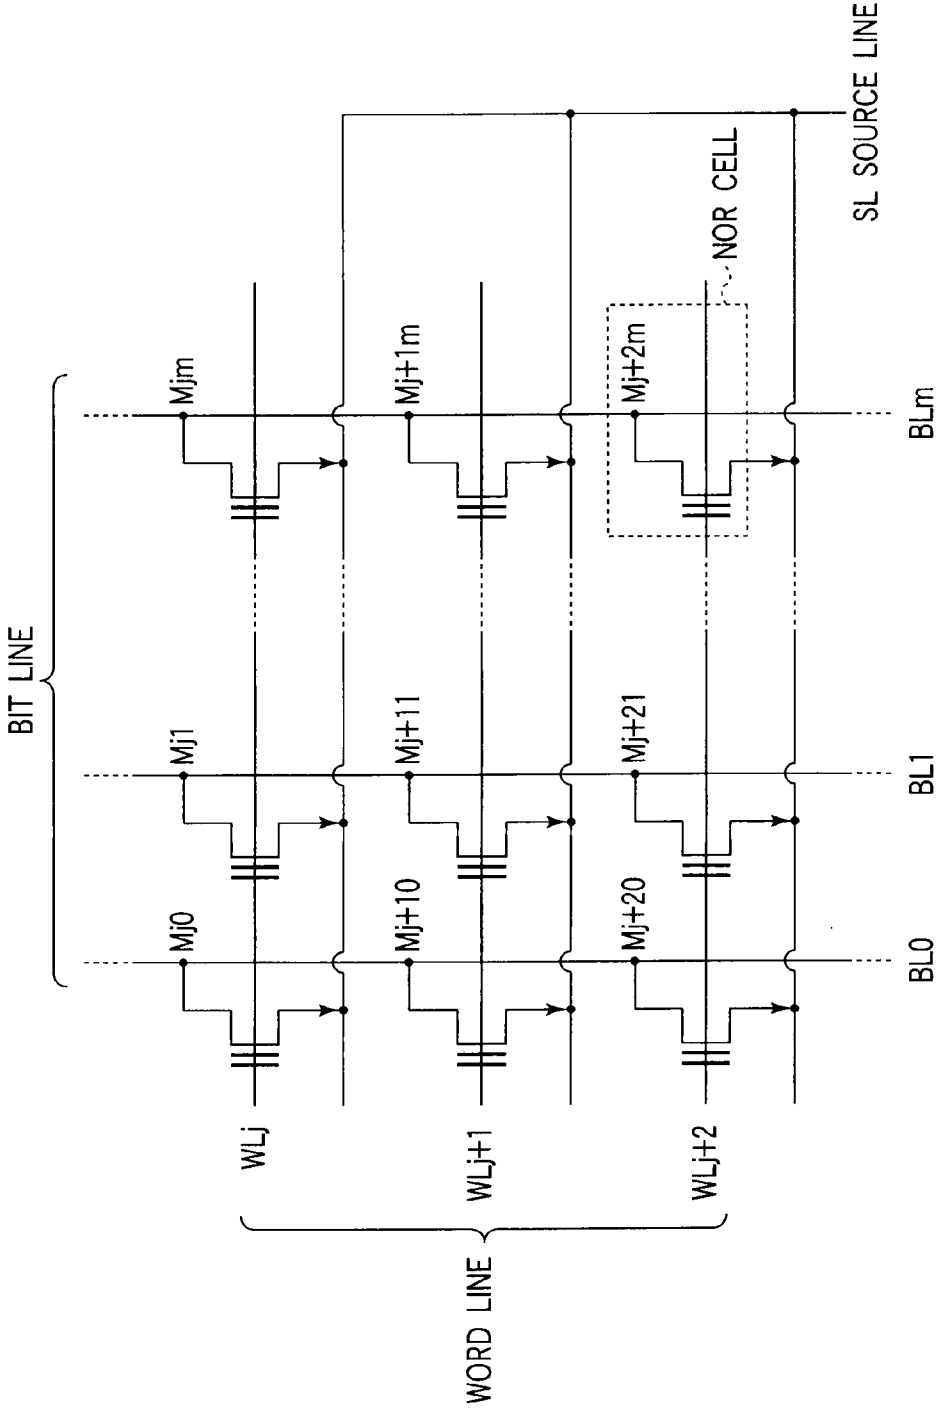 BIT LINE
Mj0
Mj1
Mjm
WLj
Mj+10
Mj+11
Mj+1m
WORD LINE
WLj+1
Mj+20
Mj+21
Mj+2m
NOR CELL
WLj+2
SL SOURCE LINE
BL0
BL1
BLm